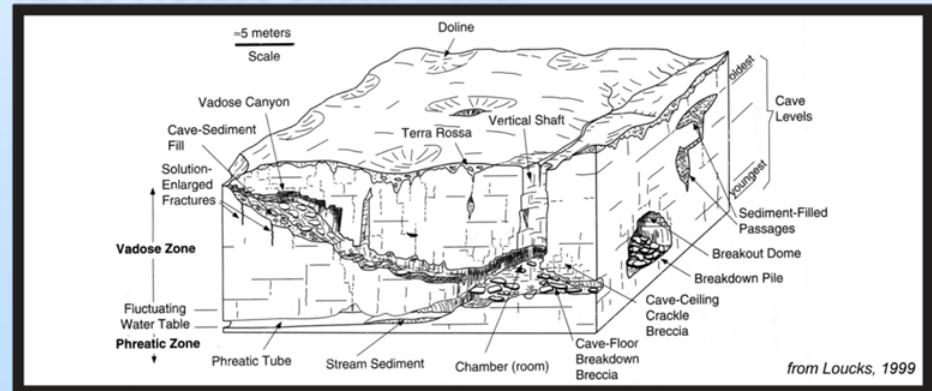 ≈5 meters
Scale
Doline
Vadose Canyon
Cave-Sediment
Fill
Solution-
Enlarged
Fractures
Terra Rossa
Vertical Shaft
oldest
youngest
Cave
Levels
Sediment-Filled
Passages
Breakout Dome
Breakdown Pile
Cave-Ceiling
Crackle
Breccia
Cave-Floor
Breakdown
Breccia
Chamber (room)
Stream Sediment
Phreatic Tube
Vadose Zone
Fluctuating
Water Table
Phreatic Zone
from Loucks, 1999